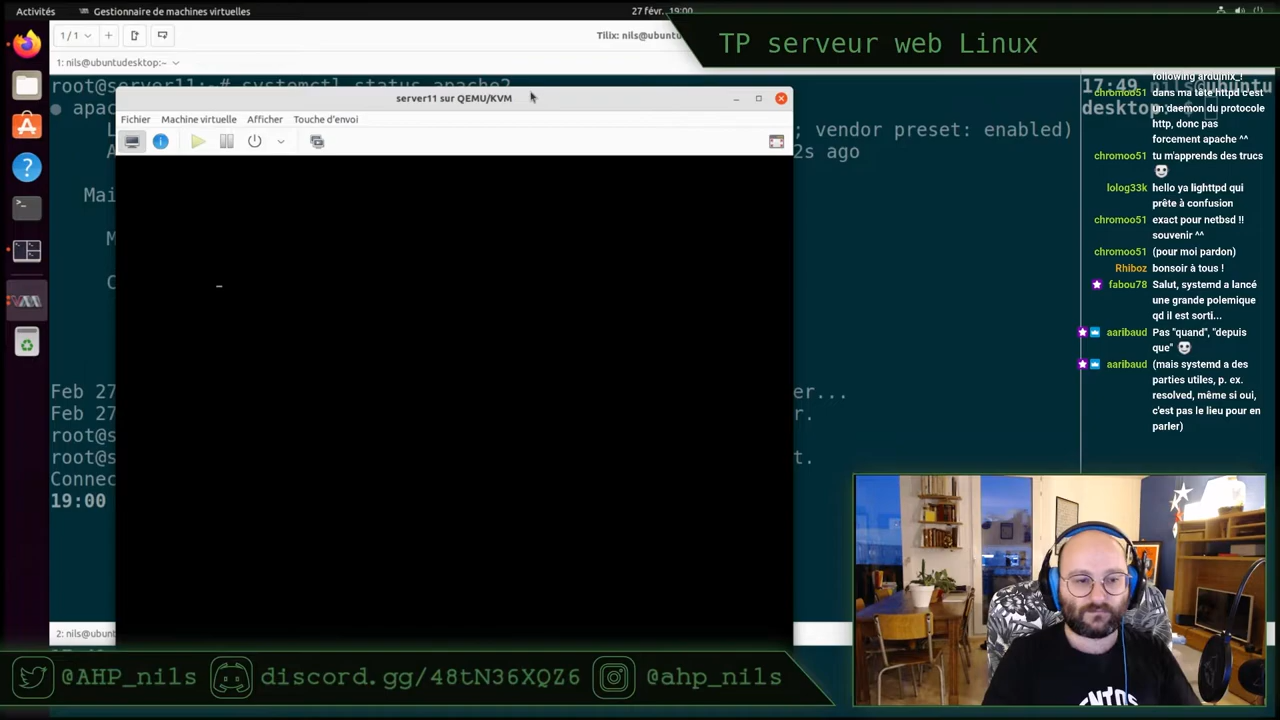 Activités
Gestionnaire de machines virtuelles
27 févr. 19:00
TP serveur web Linux
1 / 1
Tilix: nils@ubuntu
1: nils@ubuntudesktop:~
root@server11:~# systemctl status apache2
● apac
; vendor preset: enabled)
2s ago
Mai
server11 sur QEMU/KVM
Fichier
Machine virtuelle
Afficher
Touche d'envoi
Feb 27
er...
Feb 27
r.
root@s
root@s
t.
Connec
19:00
2: nils@ubunt
17:49 nils@ubuntu
desktop:~$
following arduinix_!
chromoo51 dans ma tête httpd c'est
un daemon du protocole
http, donc pas
forcement apache ^^
chromoo51 tu m'apprends des trucs
lolog33k hello ya lighttpd qui
prête à confusion
chromoo51 exact pour netbsd !!
souvenir ^^
chromoo51 (pour moi pardon)
Rhiboz bonsoir à tous !
fabou78 Salut, systemd a lancé
une grande polemique
qd il est sorti...
aaribaud Pas "quand", "depuis
que"
aaribaud (mais systemd a des
parties utiles, p. ex.
resolved, même si oui,
c'est pas le lieu pour en
parler)
@AHP_nils
discord.gg/48tN36XQZ6
@ahp_nils